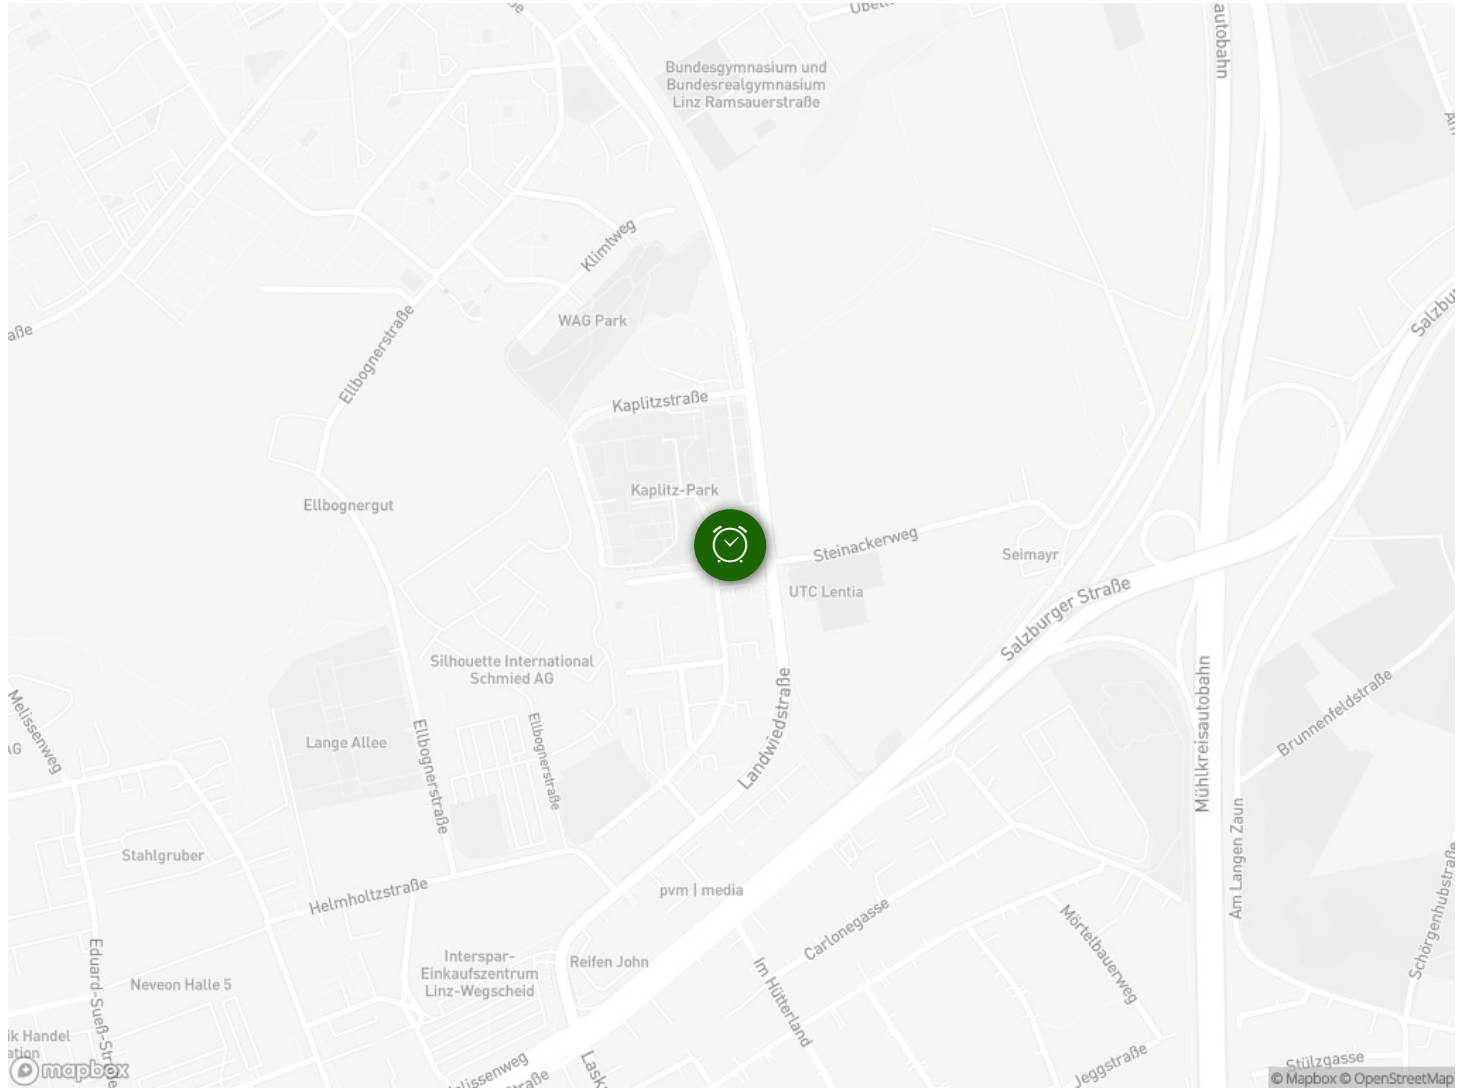 Bundesgymnasium und
Bundesrealgymnasium
Linz Ramsauerstraße
autobahn
Klimtweg
WAG Park
Ellbognerstraße
Kaplitzstraße
Kaplitz-Park
Ellbognergut
Steinackerweg
Seimayr
UTC Lentia
Salzburger Straße
Silhouette International
Schmied AG
Landwiedstraße
Mühlkreisautobahn
Brunnenfeldstraße
Melissenweg
Lange Allee
Ellbognerstraße
Ellbognerstraße
Am Langen Zaun
Stahlgruber
Helmholtzstraße
pvm | media
Carlonegasse
Mörtelbauerweg
Schörgenhubstraße
Interspar-
Einkaufszentrum
Linz-Wegscheid
Reifen John
Im Hütterland
Neveon Halle 5
Eduard-Sueß-Straße
Jeggstraße
Stülzgasse
mapbox
© Mapbox © OpenStreetMap